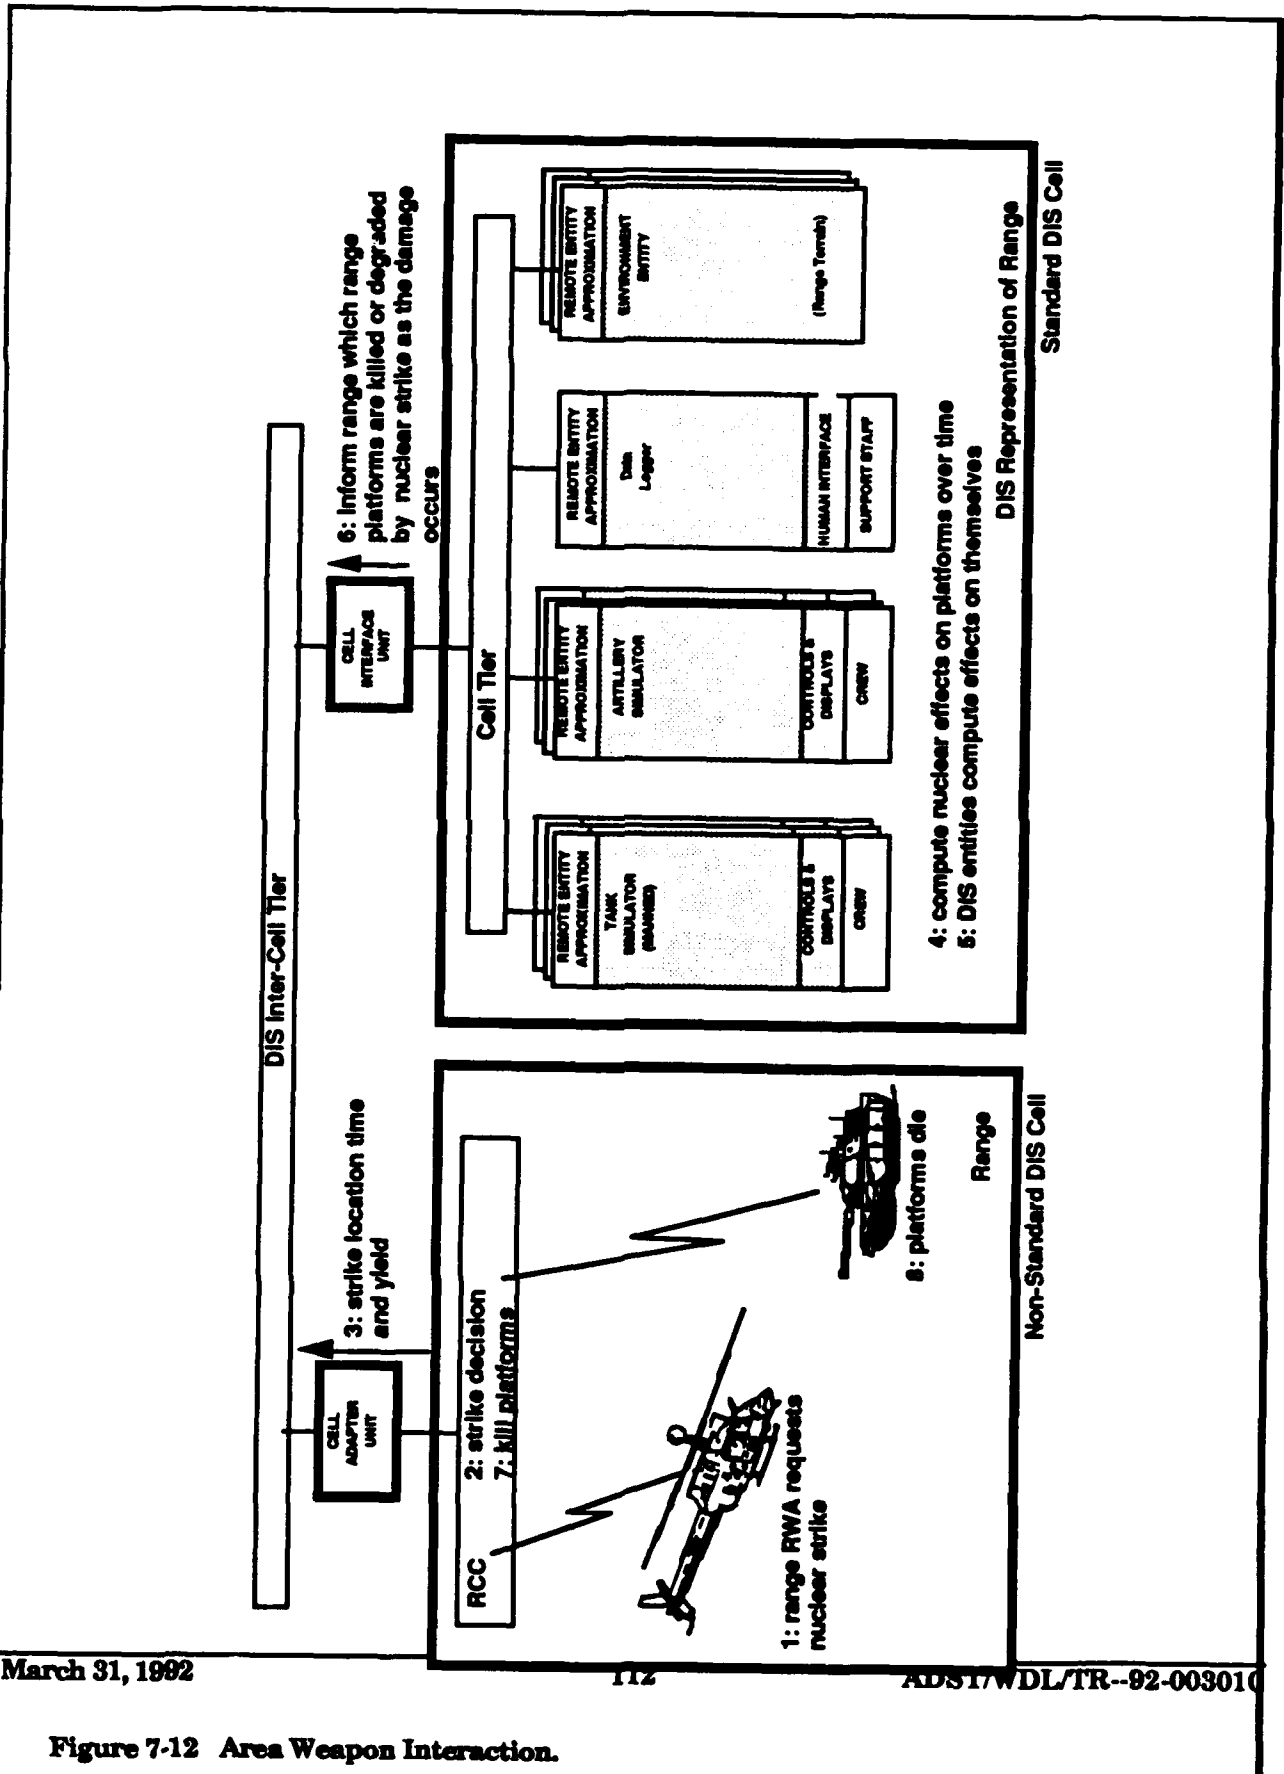 DIS Inter-Cell Tier
3: strike location time
and yield
CELL
ADAPTER
UNIT
6: Inform range which range
platforms are killed or degraded
by nuclear strike as the damage
occurs
CELL
INTERFACE
UNIT
RCC
2: strike decision
7: kill platforms
1: range RWA requests
nuclear strike
8: platforms die
Range
Non-Standard DIS Cell
Cell Tier
REMOTE ENTITY
APPROXIMATION
TANK
SIMULATOR
(MANNED)
CONTROLS &
DISPLAYS
CREW
REMOTE ENTITY
APPROXIMATION
ARTILLERY
SIMULATOR
CONTROLS &
DISPLAYS
CREW
REMOTE ENTITY
APPROXIMATION
Data
Logger
HUMAN INTERFACE
SUPPORT STAFF
REMOTE ENTITY
APPROXIMATION
ENVIRONMENT
ENTITY
(Range Terrain)
4: compute nuclear effects on platforms over time
5: DIS entities compute effects on themselves
DIS Representation of Range
Standard DIS Cell
March 31, 1992
112
ADST/WDL/TR--92-003010
Figure 7-12 Area Weapon Interaction.